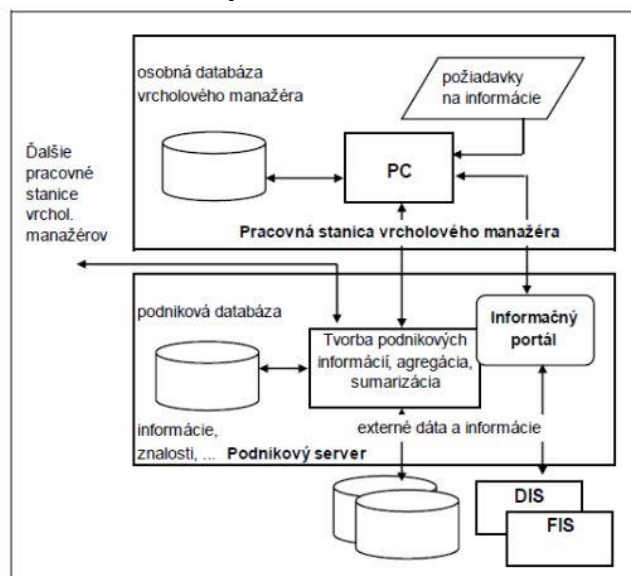 osobná databáza
vrcholového manažéra
požiadavky
na informácie
Ďalšie
pracovné
stanice
vrchol.
manažérov
PC
Pracovná stanica vrcholového manažéra
podniková databáza
Informačný
portál
Tvorba podnikových
informácií, agregácia,
sumarizácia
informácie,
znalosti, ... Podnikový server
externé dáta a informácie
DIS
FIS